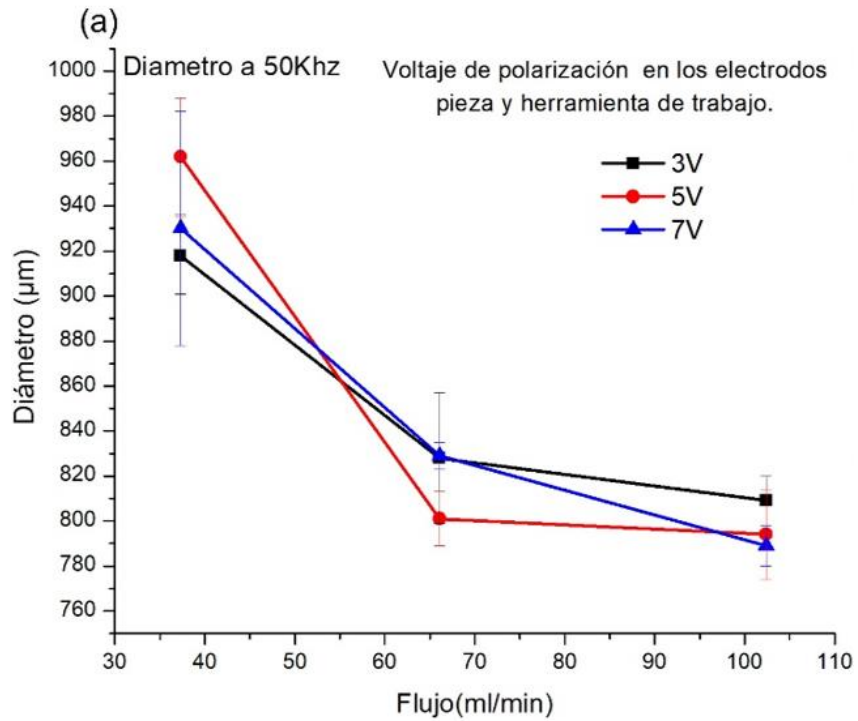 (a)
Diametro a 50Khz
Voltaje de polarización en los electrodos
pieza y herramienta de trabajo.
3V
5V
7V
Diámetro (μm)
1000
980
960
940
930
900
860
840
820
800
780
760
30
40
50
60
70
80
90
100
110
Flujo(ml/min)